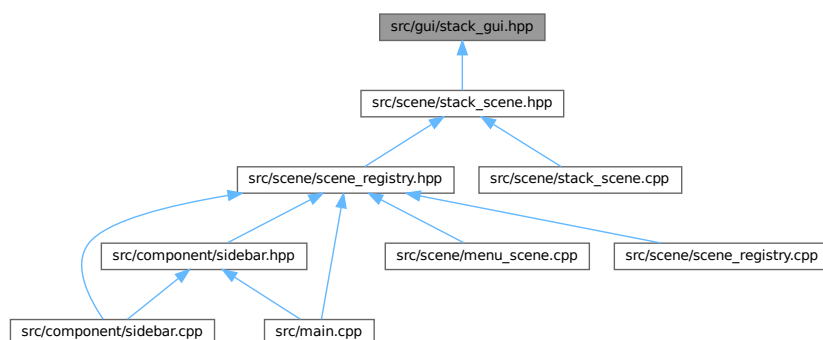 src/gui/stack_gui.hpp
src/scene/stack_scene.hpp
src/scene/scene_registry.hpp
src/scene/stack_scene.cpp
src/component/sidebar.hpp
src/scene/menu_scene.cpp
src/scene/scene_registry.cpp
src/component/sidebar.cpp
src/main.cpp